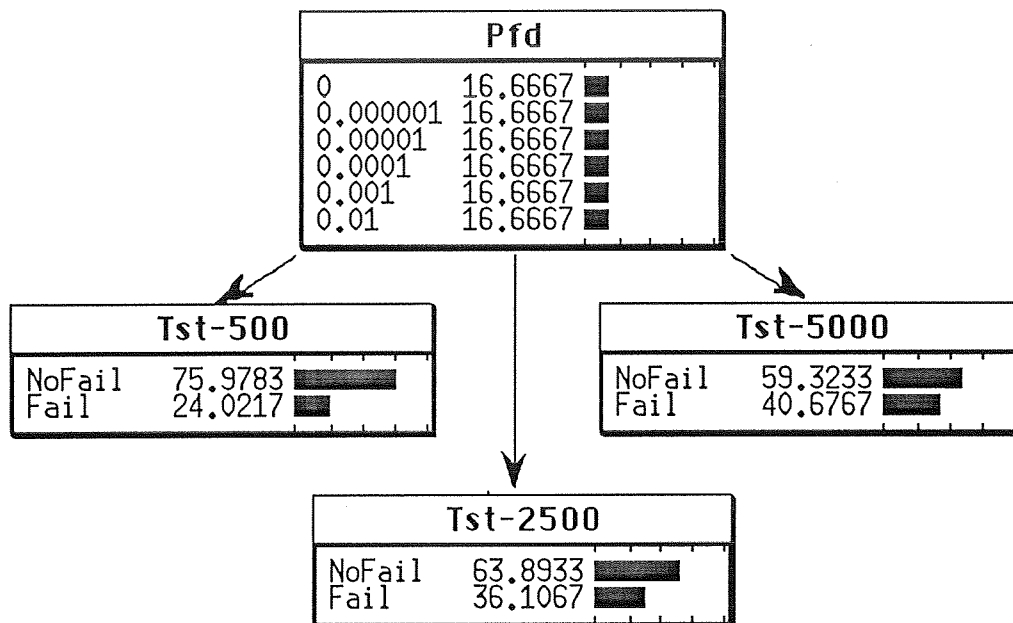 Pfd
0 16.6667
0.000001 16.6667
0.00001 16.6667
0.0001 16.6667
0.001 16.6667
0.01 16.6667
Tst-500
NoFail 75.9783
Fail 24.0217
Tst-5000
NoFail 59.3233
Fail 40.6767
Tst-2500
NoFail 63.8933
Fail 36.1067